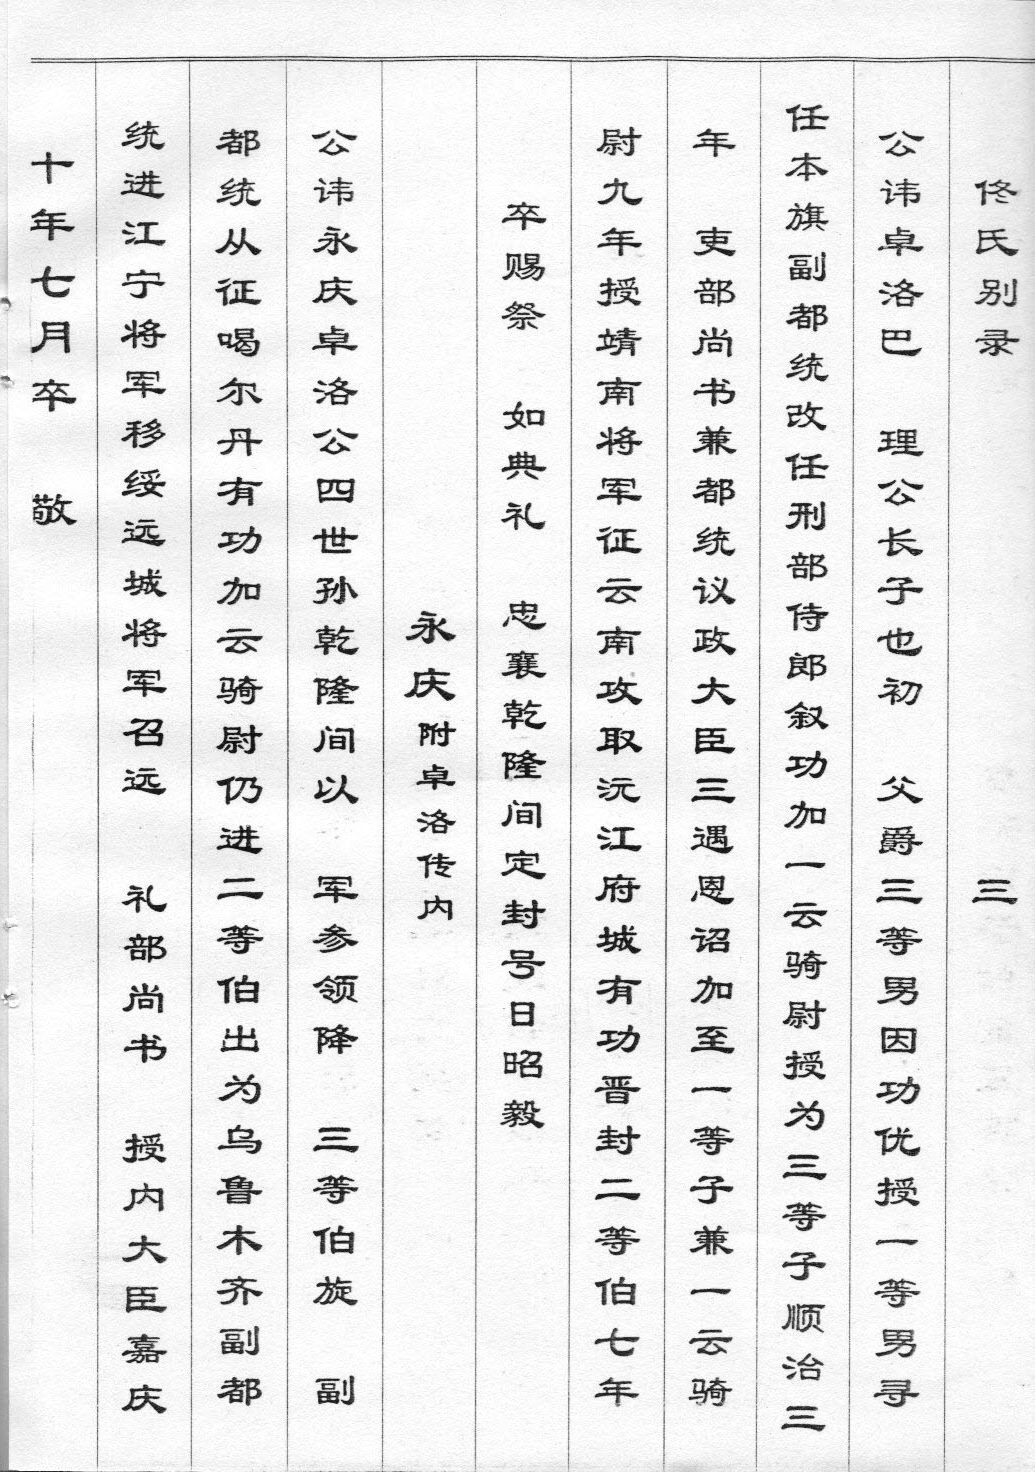 佟氏别录 三
公讳卓洛巴 理公长子也初 父爵三等男因功优授一等男寻
任本旗副都统改任刑部侍郎叙功加一云骑尉授为三等子顺治三
年 吏部尚书兼都统议政大臣三遇恩诏加至一等子兼一云骑
尉九年授靖南将军征云南攻取沅江府城有功晋封二等伯七年
卒赐祭 如典礼 忠襄乾隆间定封号日昭毅
永庆附卓洛传内
公讳永庆卓洛公四世孙乾隆间以 军参领降 三等伯旋 副
都统从征喝尔丹有功加云骑尉仍进二等伯出为乌鲁木齐副都
统进江宁将军移绥远城将军召远 礼部尚书 授内大臣嘉庆
十年七月卒 敬